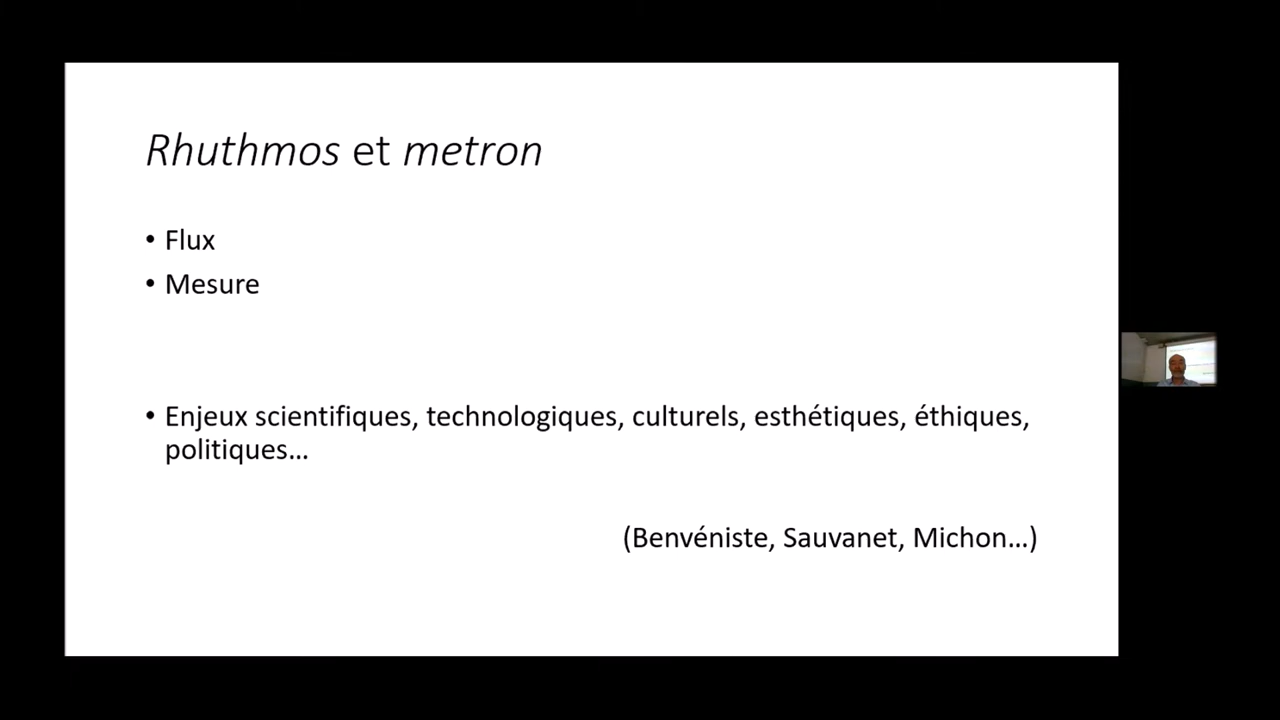 Rhuthmos et metron
• Flux
• Mesure
• Enjeux scientifiques, technologiques, culturels, esthétiques, éthiques,
politiques...
(Benvéniste, Sauvanet, Michon...)